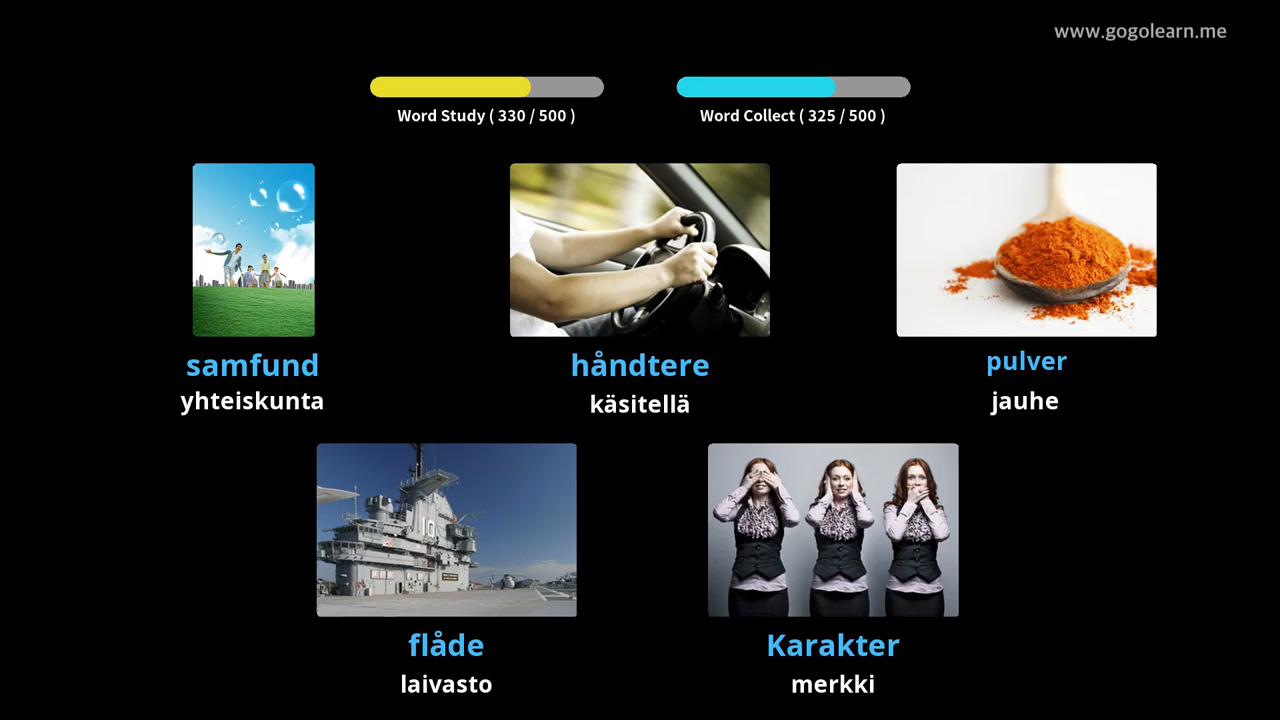 www.gogolearn.me
Word Study ( 330 / 500 )
Word Collect ( 325 / 500 )
samfund
yhteiskunta
håndtere
käsitellä
pulver
jauhe
10
flåde
laivasto
Karakter
merkki